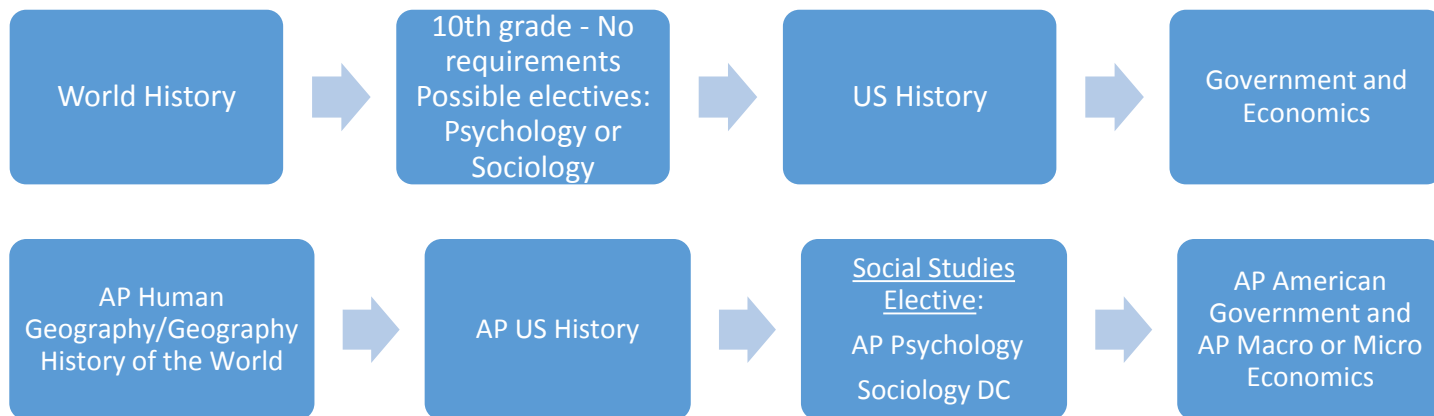 World History
10th grade - No
requirements
Possible electives:
Psychology or
Sociology
US History
Government and
Economics
AP Human
Geography/Geography
History of the World
AP US History
Social Studies
Elective:
AP Psychology
Sociology DC
AP American
Government and
AP Macro or Micro
Economics